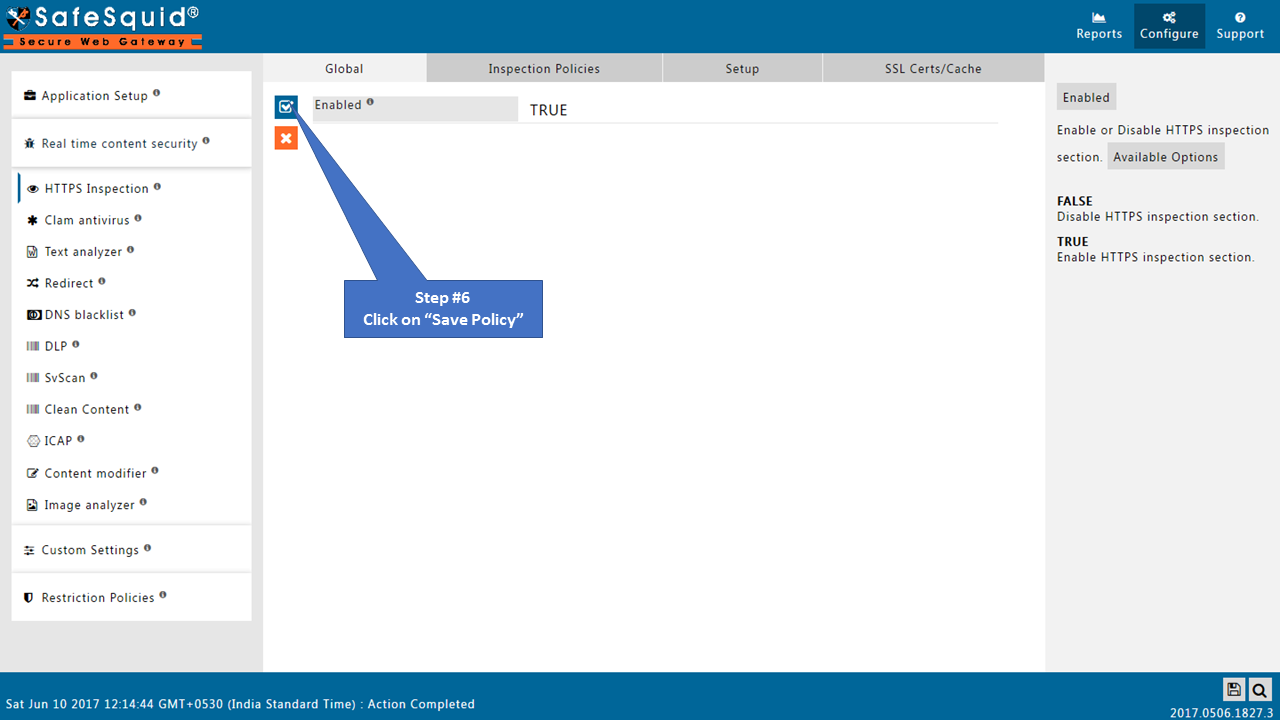 SafeSquid®
Secure Web Gateway
Reports
Configure
Support
Application Setup
Real time content security
HTTPS Inspection
Clam antivirus
Text analyzer
Redirect
DNS blacklist
DLP
SvScan
Clean Content
ICAP
Content modifier
Image analyzer
Custom Settings
Restriction Policies
Global
Inspection Policies
Setup
SSL Certs/Cache
Enabled
TRUE
Step #6
Click on “Save Policy”
Enabled
Enable or Disable HTTPS inspection
section. Available Options
FALSE
Disable HTTPS inspection section.
TRUE
Enable HTTPS inspection section.
Sat Jun 10 2017 12:14:44 GMT+0530 (India Standard Time) : Action Completed
2017.0506.1827.3